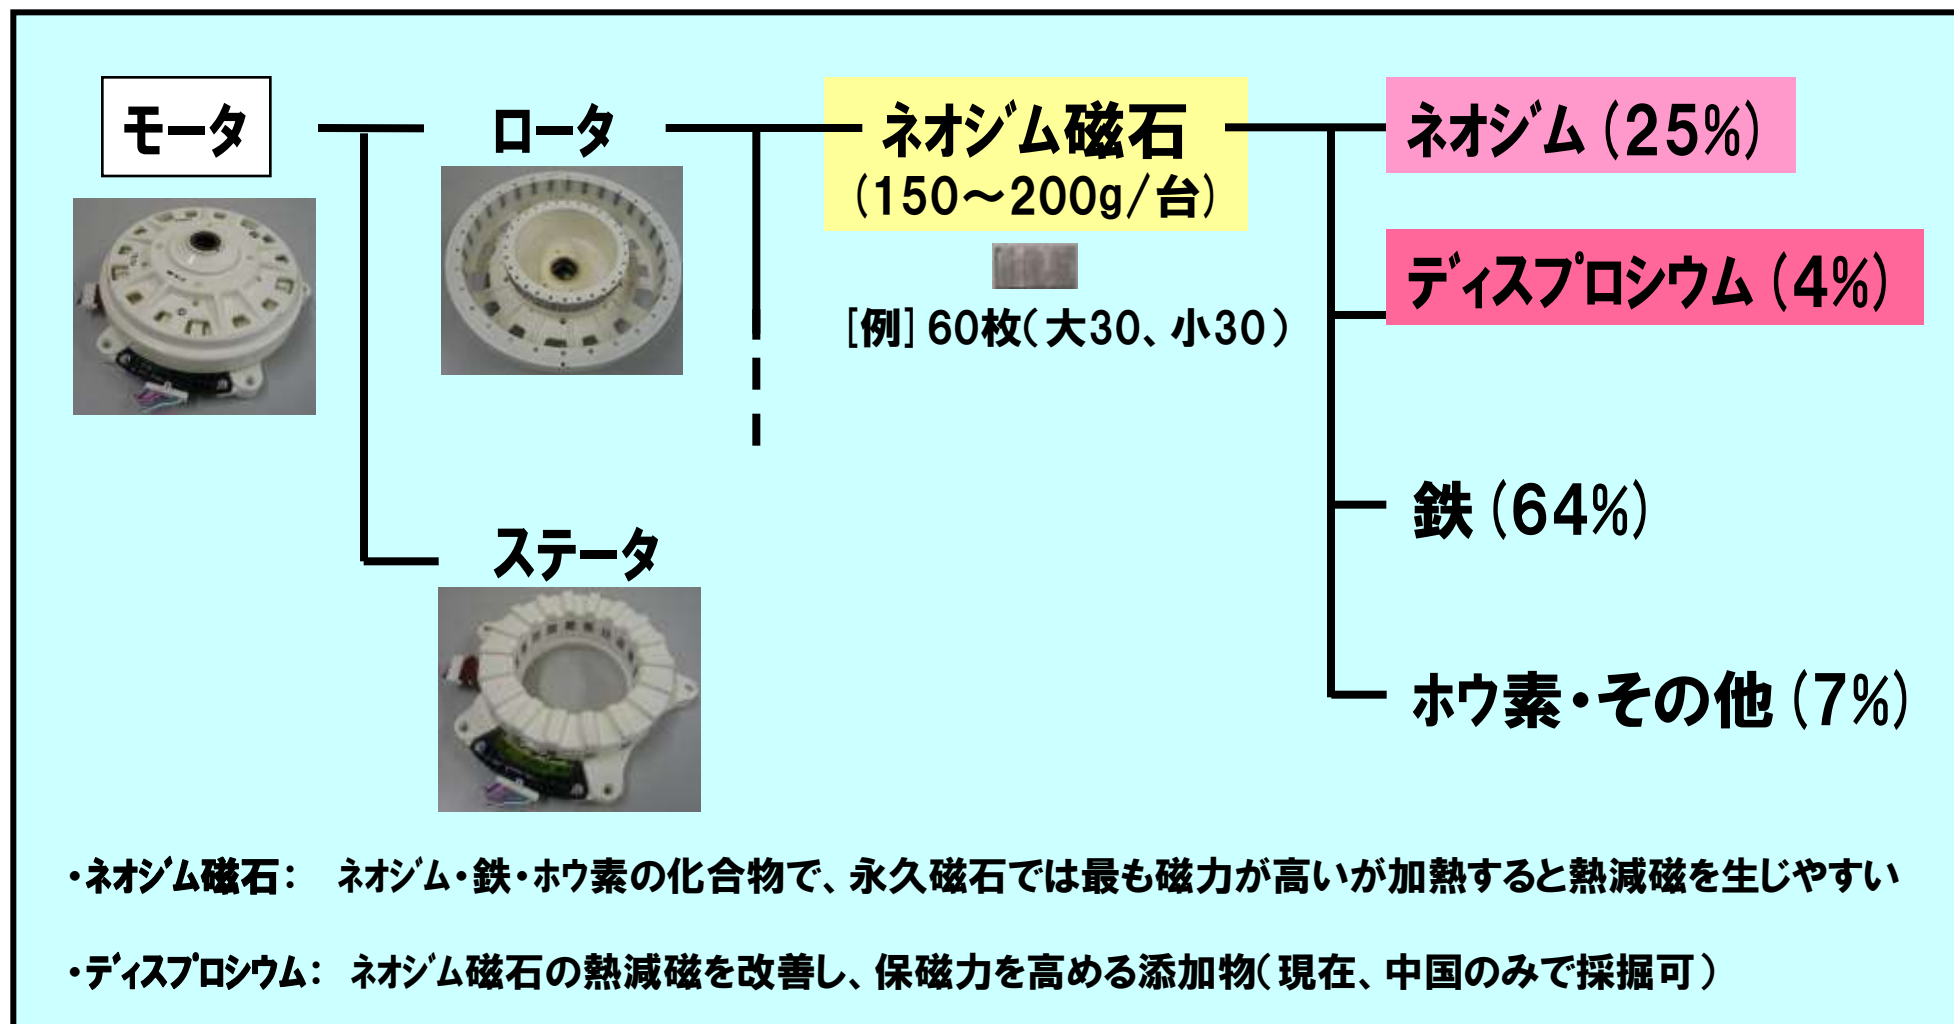 モータ
ロータ
ネオジム磁石
(150～200g/台)
[例] 60枚(大30、小30)
ネオジム (25%)
ディスプロシウム (4%)
鉄 (64%)
ホウ素・その他 (7%)
ステータ
・ネオジム磁石： ネオジム・鉄・ホウ素の化合物で、永久磁石では最も磁力が高いが加熱すると熱減磁を生じやすい
・ディスプロシウム： ネオジム磁石の熱減磁を改善し、保磁力を高める添加物(現在、中国のみで採掘可)